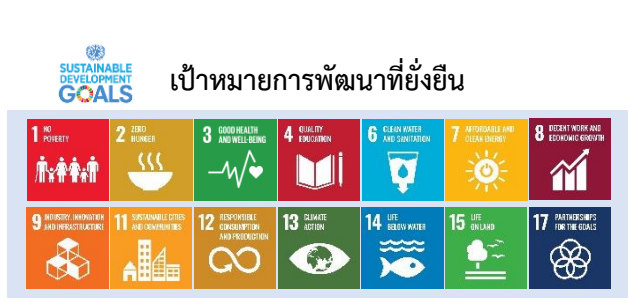 SUSTAINABLE
DEVELOPMENT
GOALS
เป้าหมายการพัฒนาที่ยั่งยืน
1 NO
POVERTY
2 ZERO
HUNGER
3 GOOD HEALTH
AND WELL-BEING
4 QUALITY
EDUCATION
6 CLEAN WATER
AND SANITATION
7 AFFORDABLE AND
CLEAN ENERGY
8 DECENT WORK AND
ECONOMIC GROWTH
9 INDUSTRY, INNOVATION
AND INFRASTRUCTURE
11 SUSTAINABLE CITIES
AND COMMUNITIES
12 RESPONSIBLE
CONSUMPTION
AND PRODUCTION
13 CLIMATE
ACTION
14 LIFE
BELOW WATER
15 LIFE
ON LAND
17 PARTNERSHIPS
FOR THE GOALS